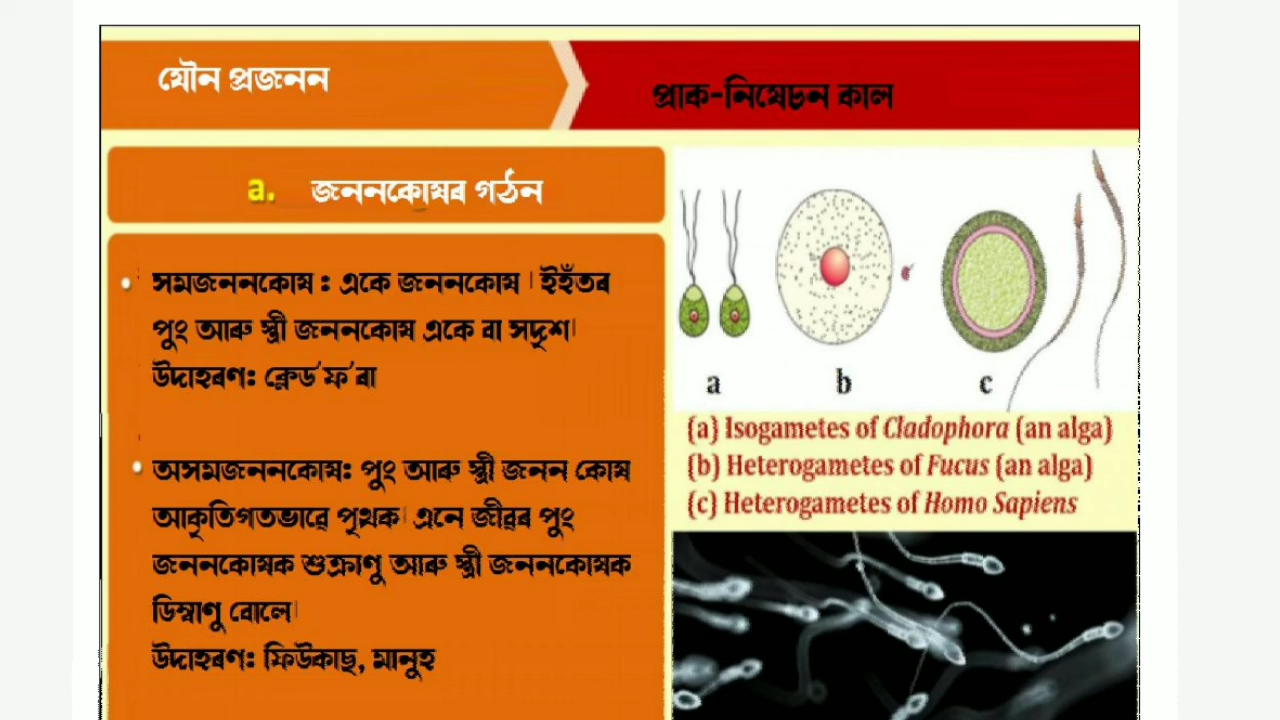 যৌন প্ৰজনন
প্ৰাক-নিষেচন কাল
a. জননকোষৰ গঠন
সমজননকোষ : একে জননকোষ । ইহঁতৰ
পুং আৰু স্ত্ৰী জননকোষ একে বা সদৃশ।
উদাহৰণ: ক্লেড'ফ'ৰা
অসমজননকোষ: পুং আৰু স্ত্ৰী জনন কোষ
আকৃতিগতভাৱে পৃথক। এনে জীৱৰ পুং
জননকোষক শুক্ৰাণু আৰু স্ত্ৰী জননকোষক
ডিম্বাণু বোলে।
উদাহৰণ: ফিউকাছ, মানুহ
a b c
(a) Isogametes of Cladophora (an alga)
(b) Heterogametes of Fucus (an alga)
(c) Heterogametes of Homo Sapiens